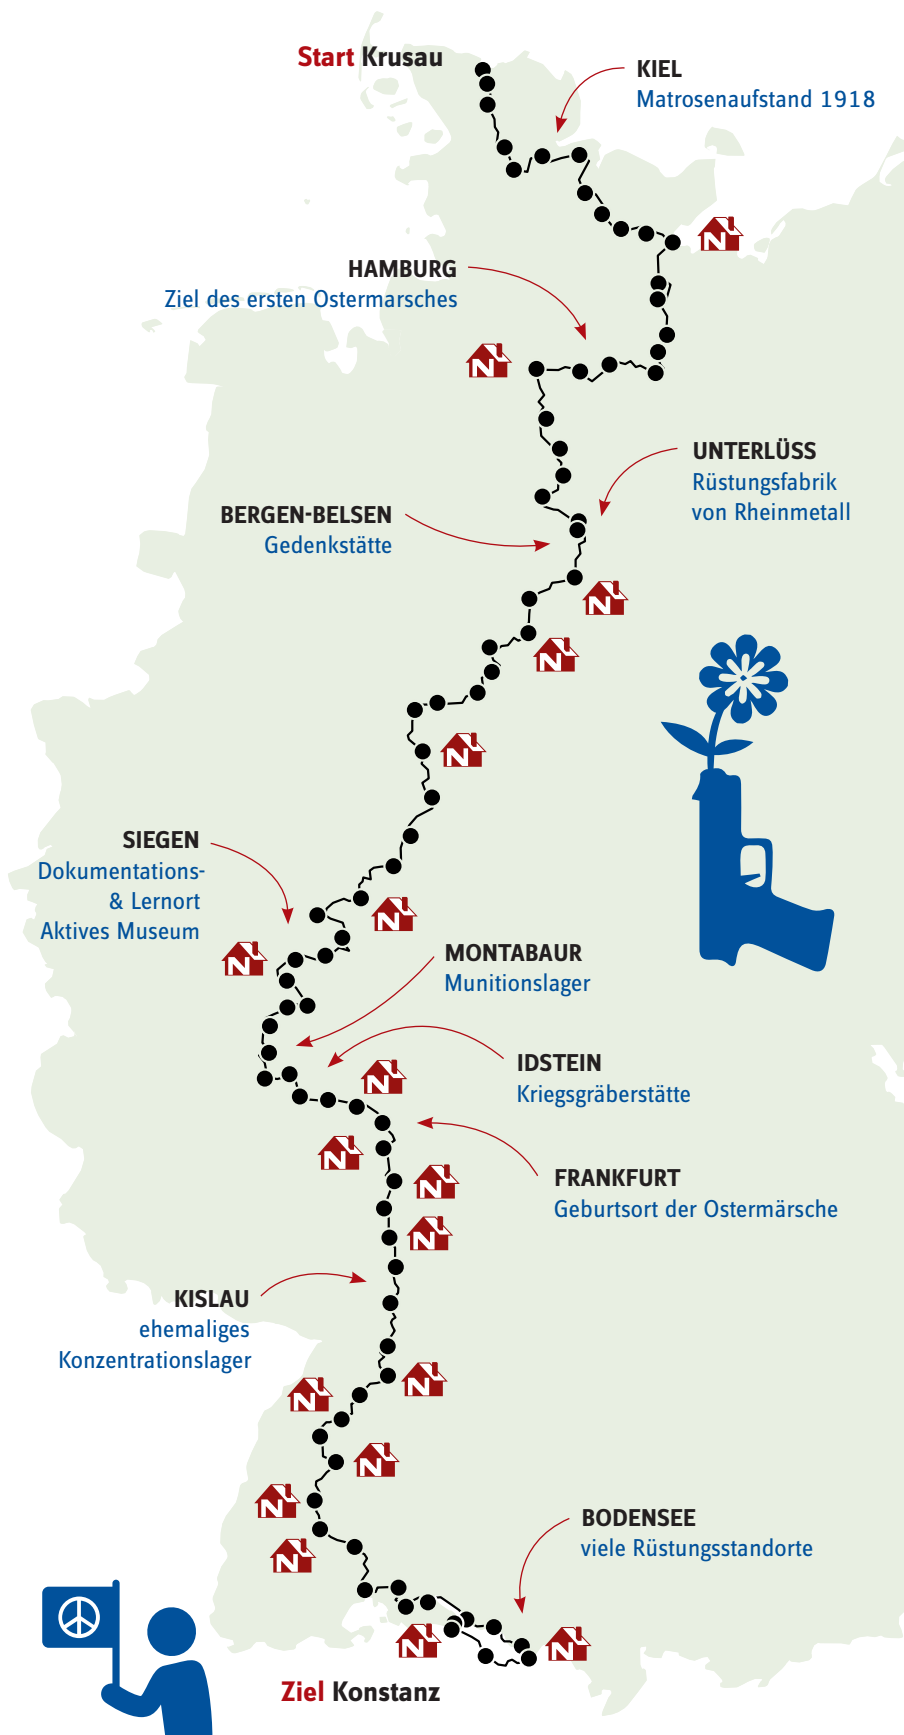 Start Krusau
KIEL
Matrosenaufstand 1918
N
HAMBURG
Ziel des ersten Ostermarsches
N
UNTERLÜSS
Rüstungsfabrik
von Rheinmetall
BERGEN-BELSEN
Gedenkstätte
N
N
N
SIEGEN
Dokumentations-
& Lernort
Aktives Museum
N
N
MONTABAUR
Munitionslager
IDSTEIN
Kriegsgräberstätte
N
N
FRANKFURT
Geburtsort der Ostermärsche
N
N
KISLAU
ehemaliges
Konzentrationslager
N
N
N
N
BODENSEE
viele Rüstungsstandorte
N
N
N
Ziel Konstanz